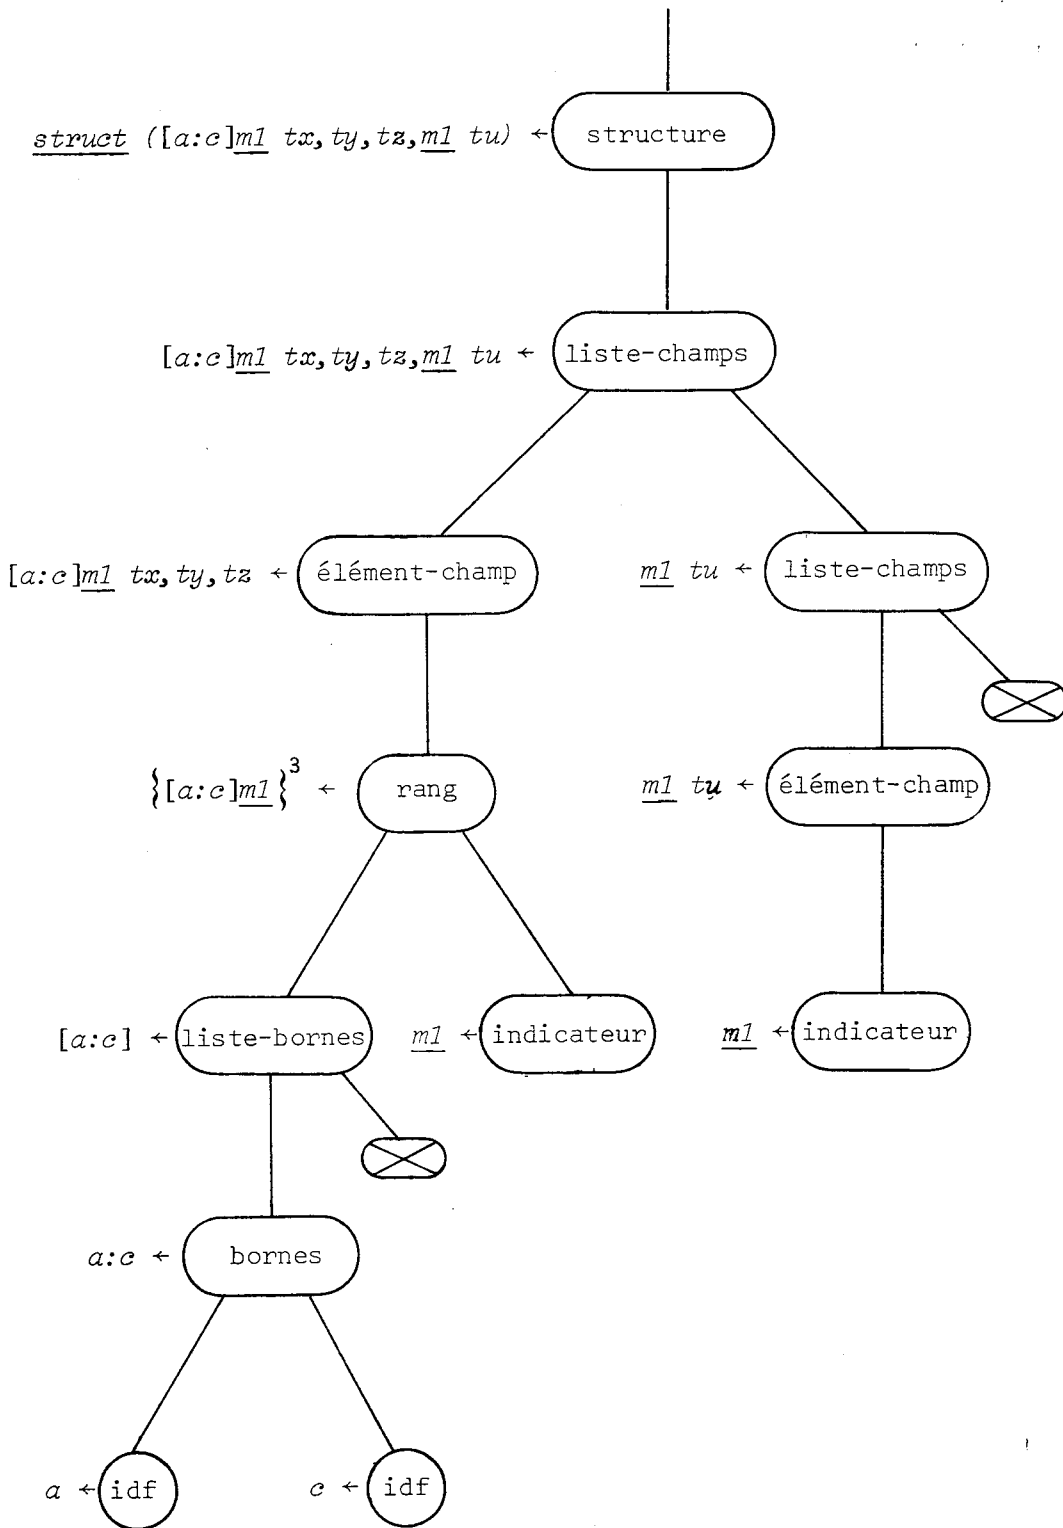 struct ([a:c]m1 tx,ty,tz,m1 tu) ← structure
[a:c]m1 tx,ty,tz,m1 tu ← liste-champs
[a:c]m1 tx,ty,tz ← élément-champ
m1 tu ← liste-champs
{[a:c]m1}³ ← rang
m1 tu ← élément-champ
[a:c] ← liste-bornes
m1 ← indicateur
m1 ← indicateur
a:c ← bornes
a ← idf
c ← idf